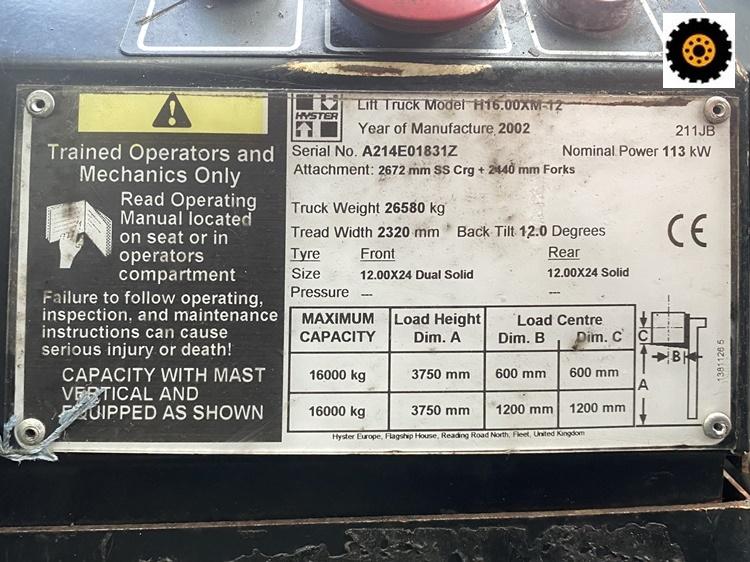 Trained Operators and
Mechanics Only
Read Operating
Manual located
on seat or in
operators
compartment
Failure to follow operating,
inspection, and maintenance
instructions can cause
serious injury or death!
CAPACITY WITH MAST
VERTICAL AND
EQUIPPED AS SHOWN
HYSTER
Lift Truck Model H16.00XM-12
Year of Manufacture 2002
211JB
Serial No. A214E01831Z
Nominal Power 113 kW
Attachment: 2672 mm SS Crg + 2440 mm Forks
Truck Weight 26580 kg
Tread Width 2320 mm Back Tilt 12.0 Degrees
CE
Tyre Front Rear
Size 12.00X24 Dual Solid 12.00X24 Solid
Pressure --- ---
MAXIMUM CAPACITY Load Height Dim. A Load Centre Dim. B Dim. C
16000 kg 3750 mm 600 mm 600 mm
16000 kg 3750 mm 1200 mm 1200 mm
C
B
A
1381126 5
Hyster Europe, Flagship House, Reading Road North, Fleet, United Kingdom